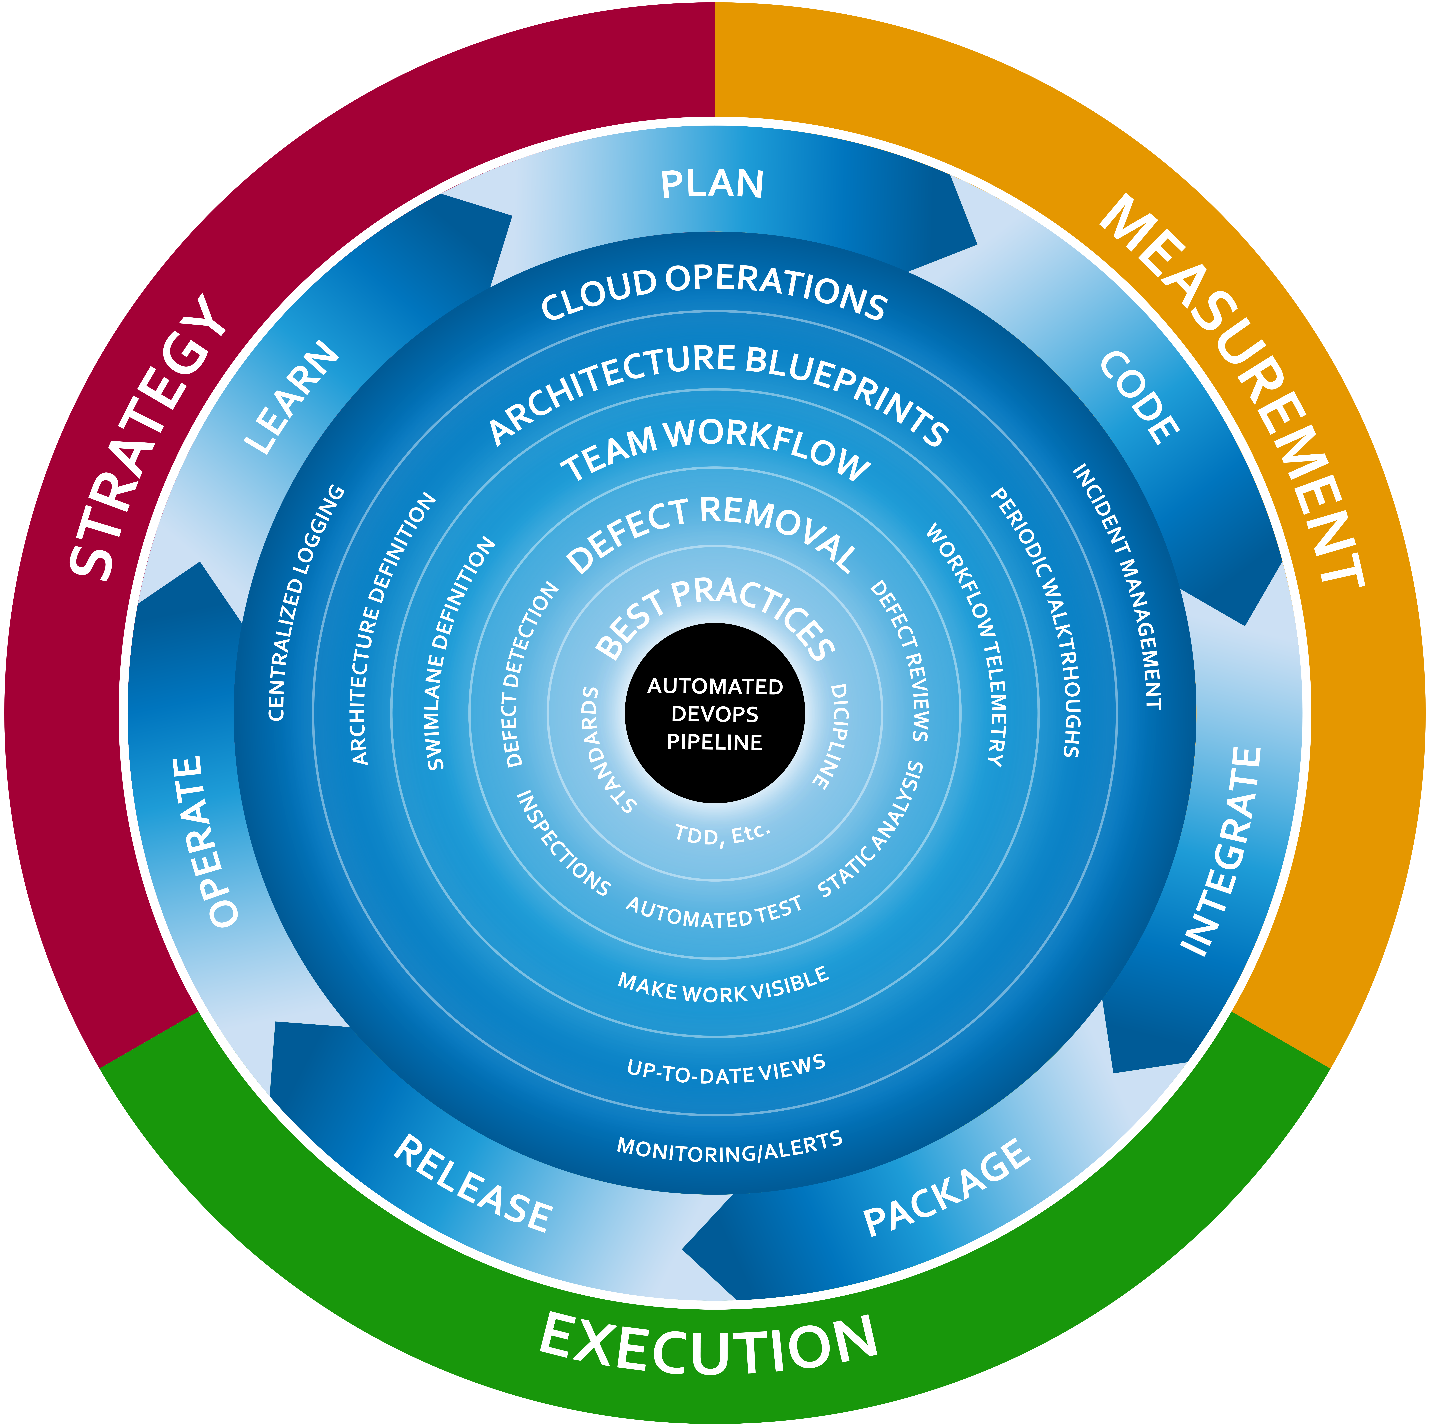 STRATEGY
MEASUREMENT
EXECUTION
PLAN
CODE
INTEGRATE
PACKAGE
RELEASE
OPERATE
LEARN
CLOUD OPERATIONS
CENTRALIZED LOGGING
INCIDENT MANAGEMENT
MONITORING/ALERTS
ARCHITECTURE BLUEPRINTS
ARCHITECTURE DEFINITION
PERIODIC WALKTRHOUGHS
UP-TO-DATE VIEWS
TEAM WORKFLOW
SWIMLANE DEFINITION
WORKFLOW TELEMETRY
MAKE WORK VISIBLE
DEFECT REMOVAL
DEFECT DETECTION
DEFECT REVIEWS
INSPECTIONS
AUTOMATED TEST
STATIC ANALYSIS
BEST PRACTICES
STANDARDS
DICIPLINE
TDD, Etc.
AUTOMATED
DEVOPS
PIPELINE